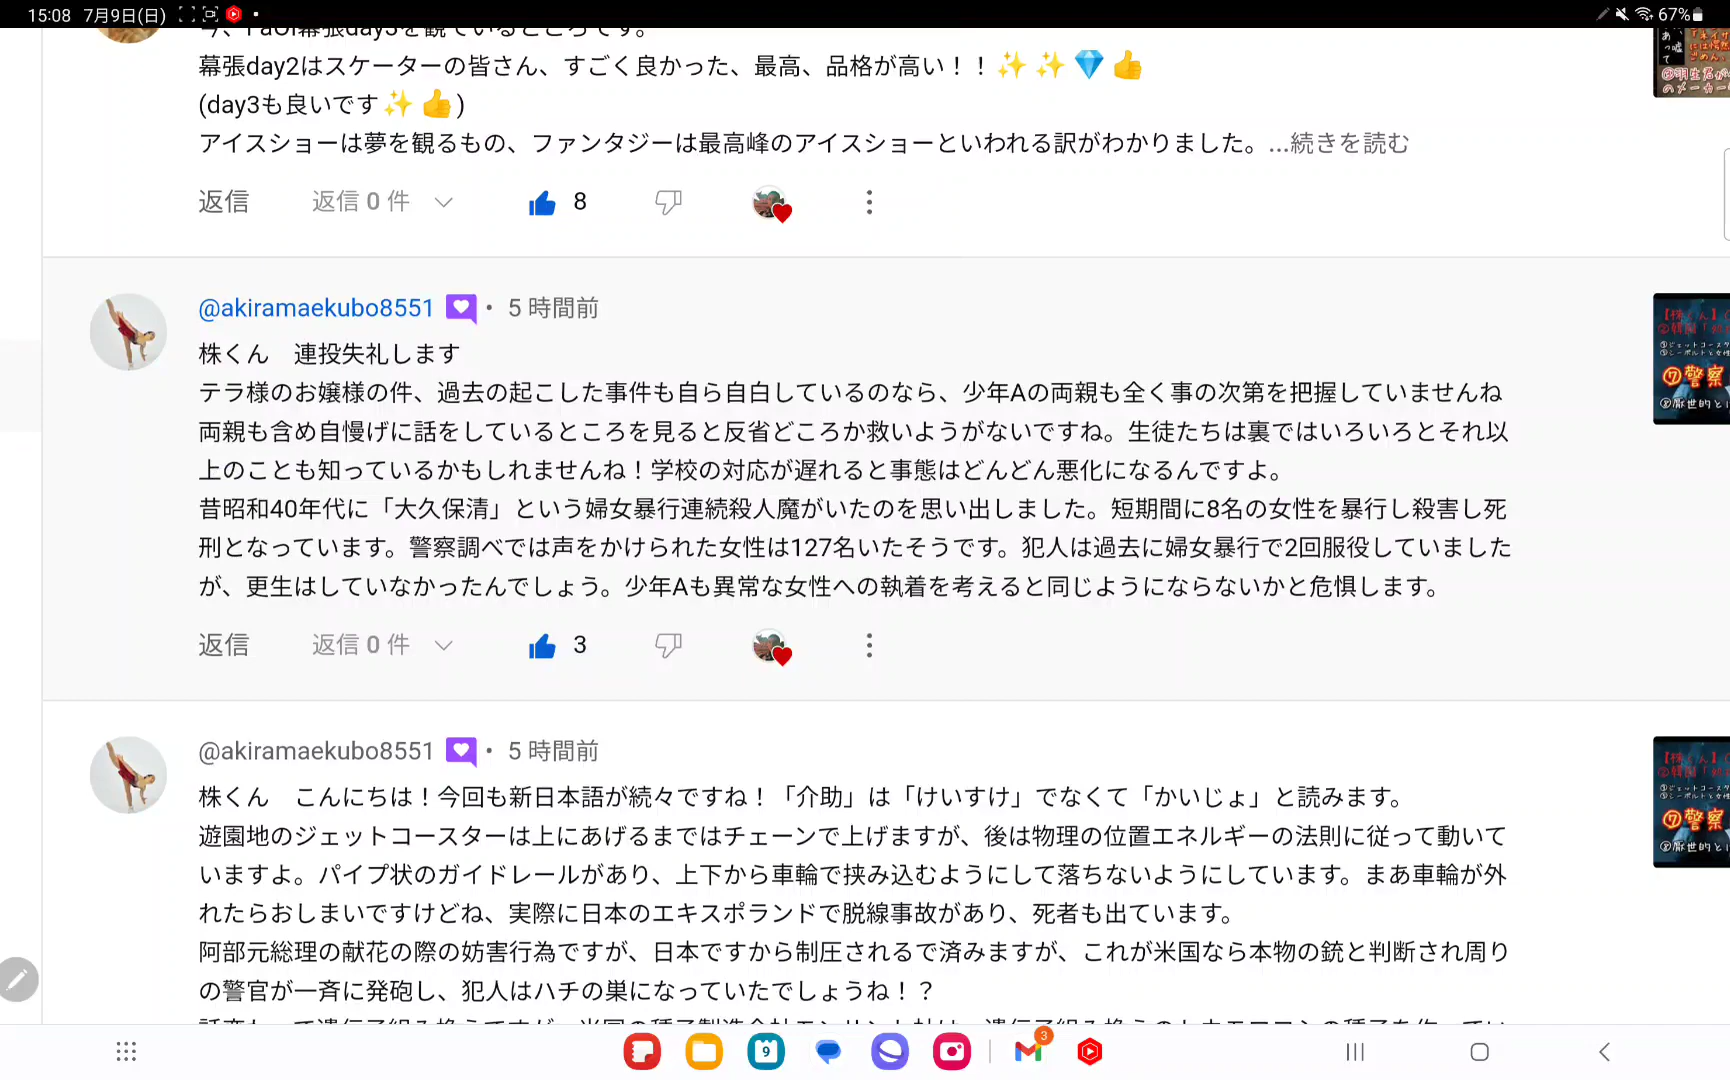 15:08 7月9日(日)
67%
幕張day2はスケーターの皆さん、すごく良かった、最高、品格が高い！！✨✨💎👍
(day3も良いです✨👍)
アイスショーは夢を観るもの、ファンタジーは最高峰のアイスショーといわれる訳がわかりました。...続きを読む
返信 返信 0 件 8
@akiramaekubo8551 • 5 時間前
株くん　連投失礼します
テラ様のお嬢様の件、過去の起こした事件も自ら自白しているのなら、少年Aの両親も全く事の次第を把握していませんね
両親も含め自慢げに話をしているところを見ると反省どころか救いようがないですね。生徒たちは裏ではいろいろとそれ以
上のことも知っているかもしれませんね！学校の対応が遅れると事態はどんどん悪化になるんですよ。
昔昭和40年代に「大久保清」という婦女暴行連続殺人魔がいたのを思い出しました。短期間に8名の女性を暴行し殺害し死
刑となっています。警察調べでは声をかけられた女性は127名いたそうです。犯人は過去に婦女暴行で2回服役していました
が、更生はしていなかったんでしょう。少年Aも異常な女性への執着を考えると同じようにならないかと危惧します。
返信 返信 0 件 3
⑦警察
@akiramaekubo8551 • 5 時間前
株くん　こんにちは！今回も新日本語が続々ですね！「介助」は「けいすけ」でなくて「かいじょ」と読みます。
遊園地のジェットコースターは上にあげるまではチェーンで上げますが、後は物理の位置エネルギーの法則に従って動いて
いますよ。パイプ状のガイドレールがあり、上下から車輪で挟み込むようにして落ちないようにしています。まあ車輪が外
れたらおしまいですけどね、実際に日本のエキスポランドで脱線事故があり、死者も出ています。
阿部元総理の献花の際の妨害行為ですが、日本ですから制圧されるで済みますが、これが米国なら本物の銃と判断され周り
の警官が一斉に発砲し、犯人はハチの巣になっていたでしょうね！？
⑦警察
9
3